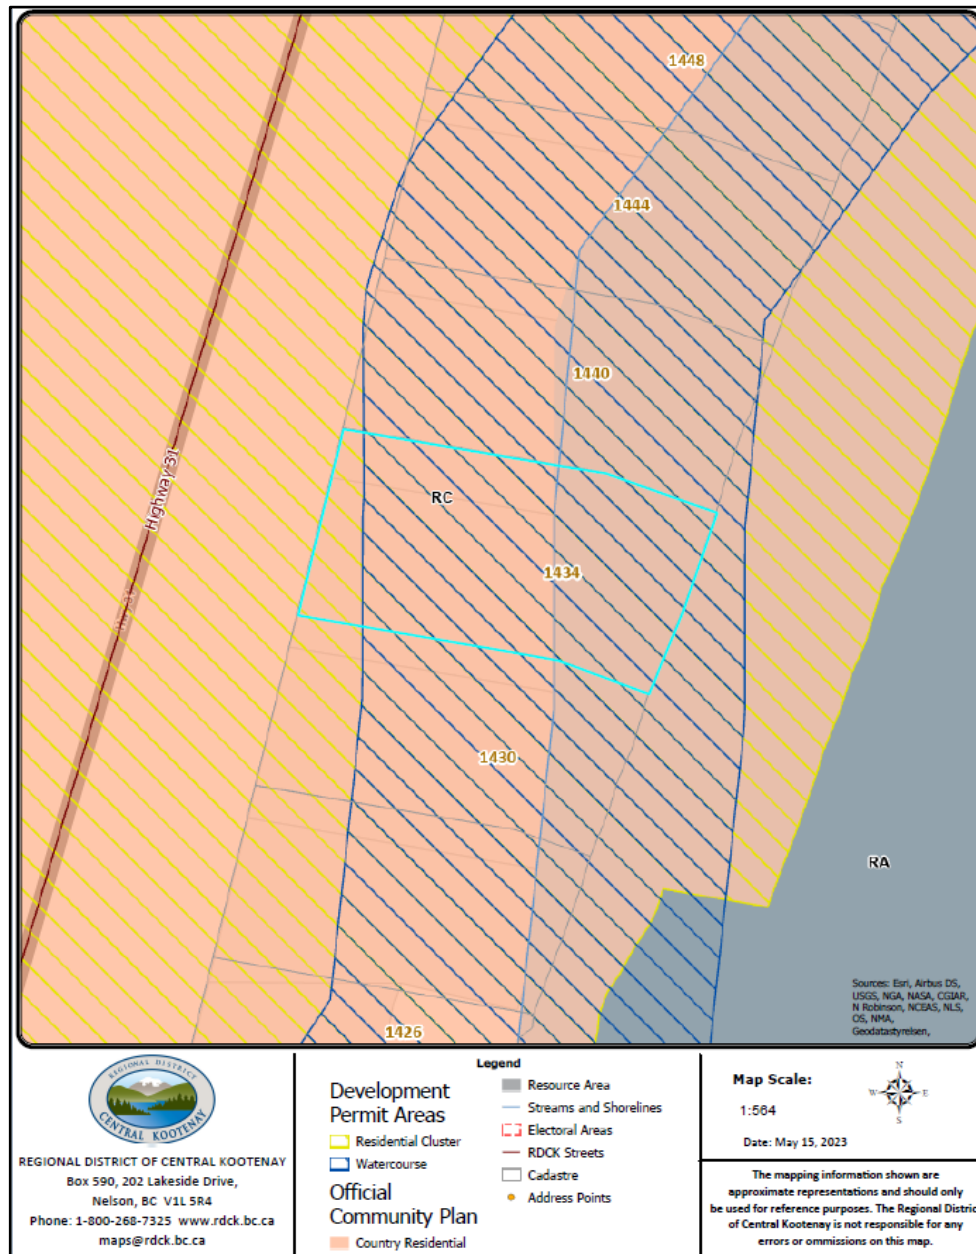 1448
1444
1440
RC
Highway 31
1434
1430
RA
1426
Sources: Esri, Airbus DS,
USGS, NGA, NASA, CGIAR,
N Robinson, NCEAS, NLS,
OS, NMA,
Geodatastyrelsen,
REGIONAL DISTRICT
CENTRAL KOOTENAY
REGIONAL DISTRICT OF CENTRAL KOOTENAY
Box 590, 202 Lakeside Drive,
Nelson, BC V1L 5R4
Phone: 1-800-268-7325 www.rdck.bc.ca
maps@rdck.bc.ca
Legend
Development
Permit Areas
Residential Cluster
Watercourse
Official
Community Plan
Country Residential
Resource Area
Streams and Shorelines
Electoral Areas
RDCK Streets
Cadastre
Address Points
Map Scale:
1:564
N
W
E
S
Date: May 15, 2023
The mapping information shown are
approximate representations and should only
be used for reference purposes. The Regional Distric
of Central Kootenay is not responsible for any
errors or ommissions on this map.